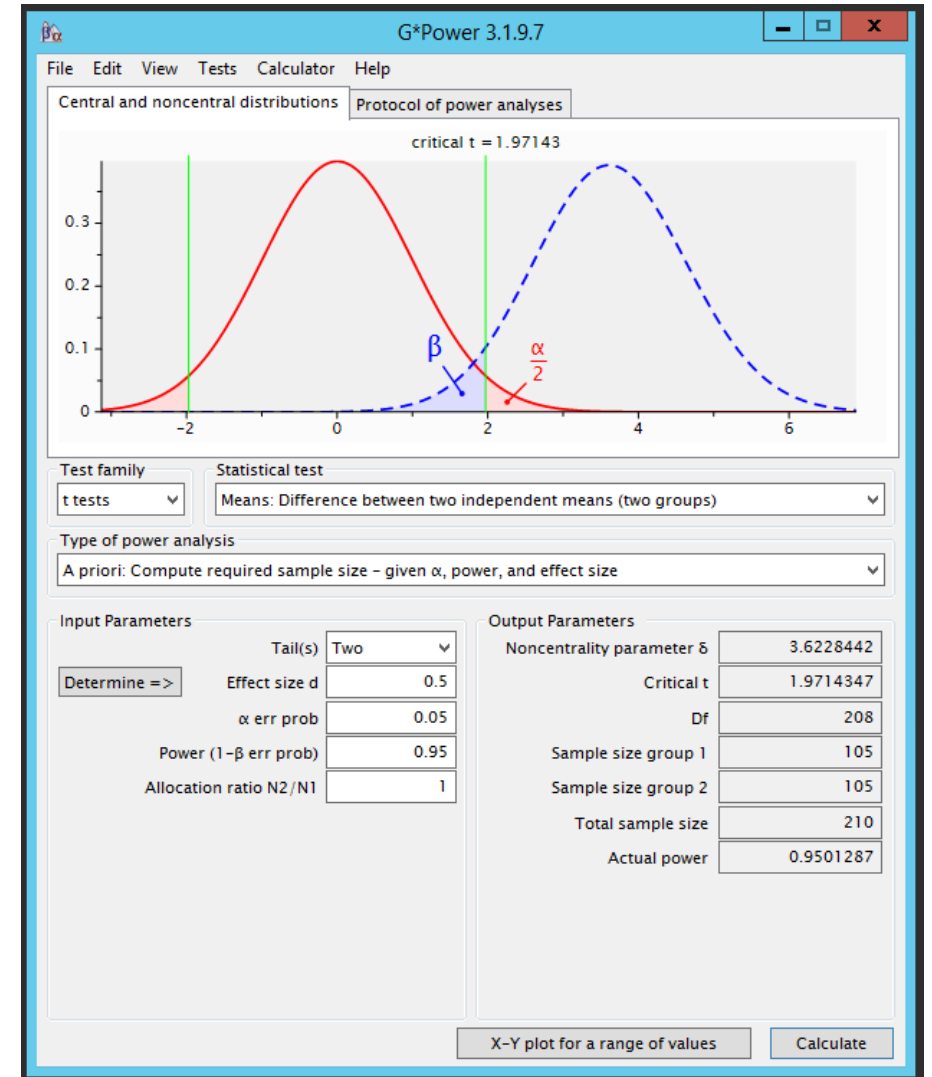 βα G*Power 3.1.9.7
File Edit View Tests Calculator Help
Central and noncentral distributions Protocol of power analyses
critical t = 1.97143
0.3
0.2
0.1
0
β
α
2
-2 0 2 4 6
Test family Statistical test
t tests Means: Difference between two independent means (two groups)
Type of power analysis
A priori: Compute required sample size – given α, power, and effect size
Input Parameters Output Parameters
Tail(s) Two Noncentrality parameter δ 3.6228442
Determine => Effect size d 0.5 Critical t 1.9714347
α err prob 0.05 Df 208
Power (1-β err prob) 0.95 Sample size group 1 105
Allocation ratio N2/N1 1 Sample size group 2 105
Total sample size 210
Actual power 0.9501287
X-Y plot for a range of values Calculate